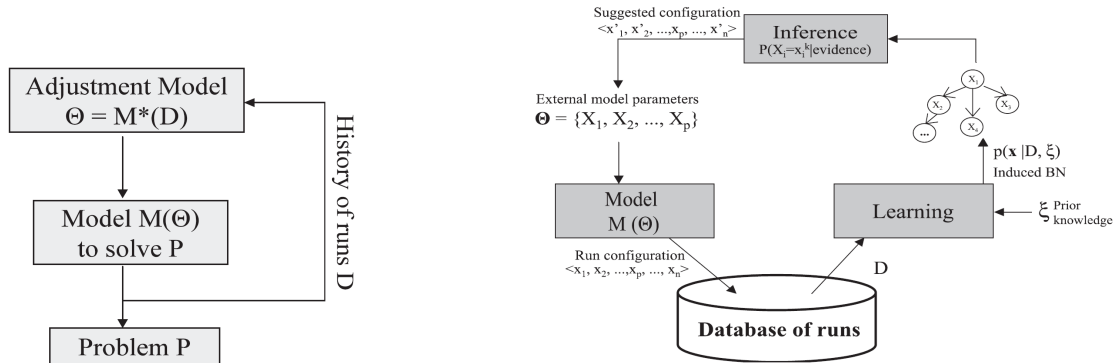 Adjustment Model
Θ = M*(D)
Model M(Θ)
to solve P
Problem P
History of runs D
Suggested configuration
<x'₁, x'₂, ...,xₚ, ..., x'ₙ>
Inference
P(Xᵢ=xᵢᵏ|evidence)
External model parameters
Θ = {X₁, X₂, ..., Xₚ}
Model
M (Θ)
Run configuration
<x₁, x₂, ...,xₚ, ..., xₙ>
Database of runs
D
Learning
ξ Prior
knowledge
p(x |D, ξ)
Induced BN
X₁
X₂
X₃
...
X₄